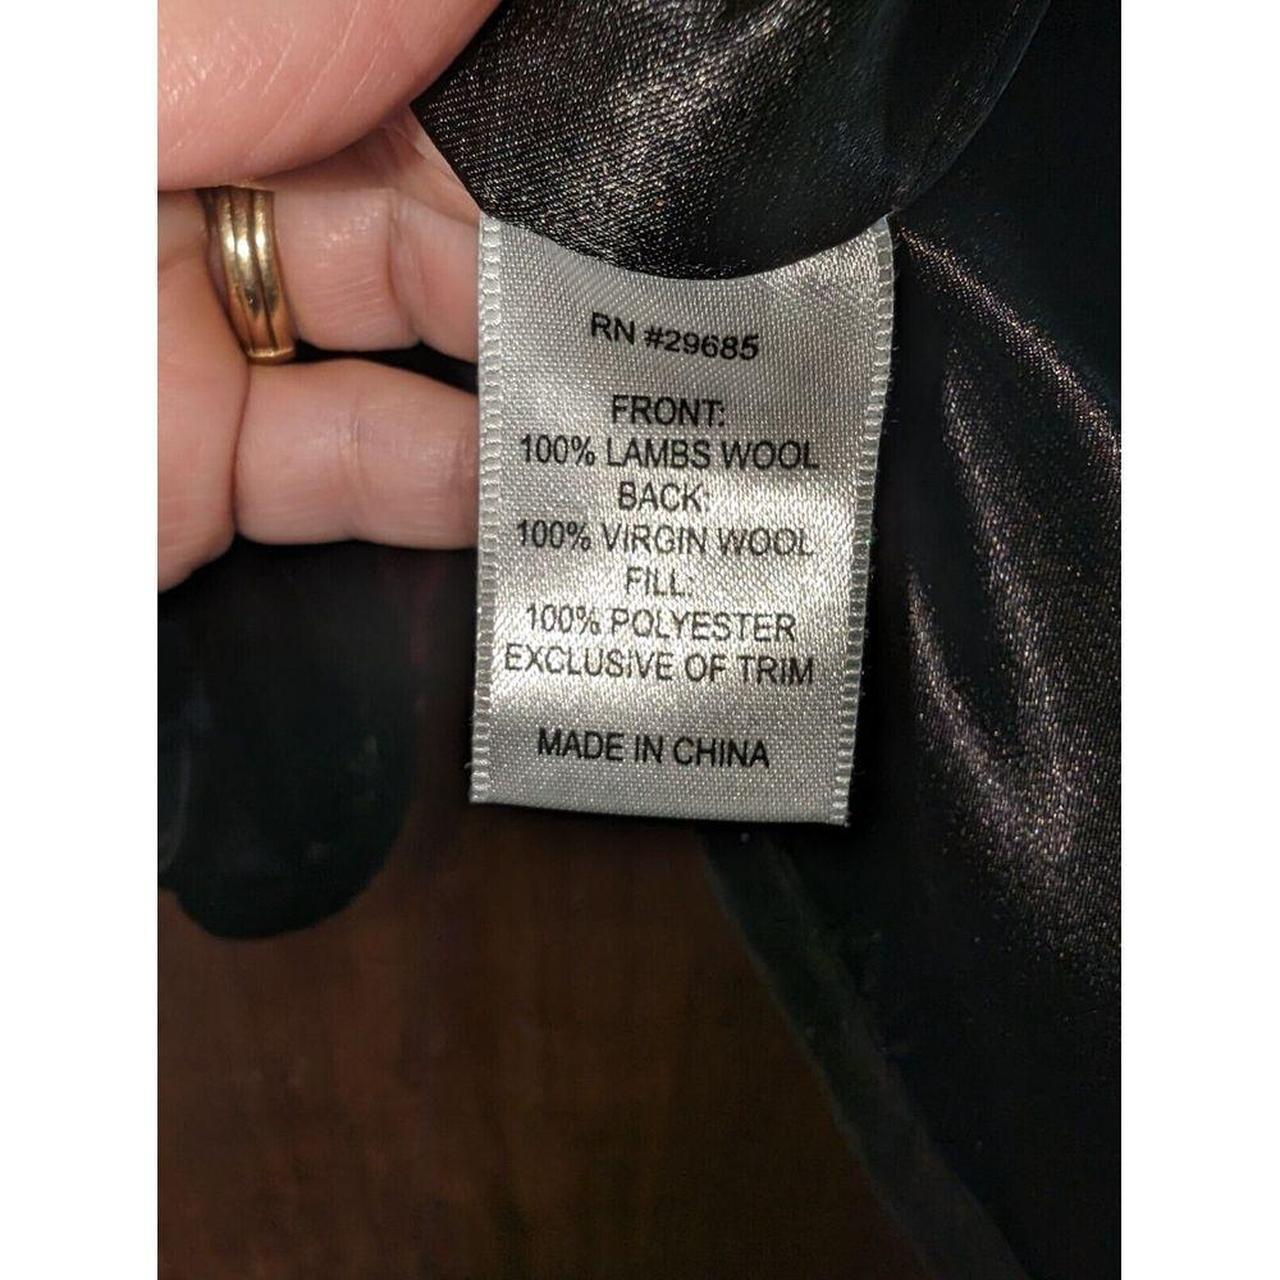 RN #29685
FRONT:
100% LAMBS WOOL
BACK:
100% VIRGIN WOOL
FILL:
100% POLYESTER
EXCLUSIVE OF TRIM
MADE IN CHINA